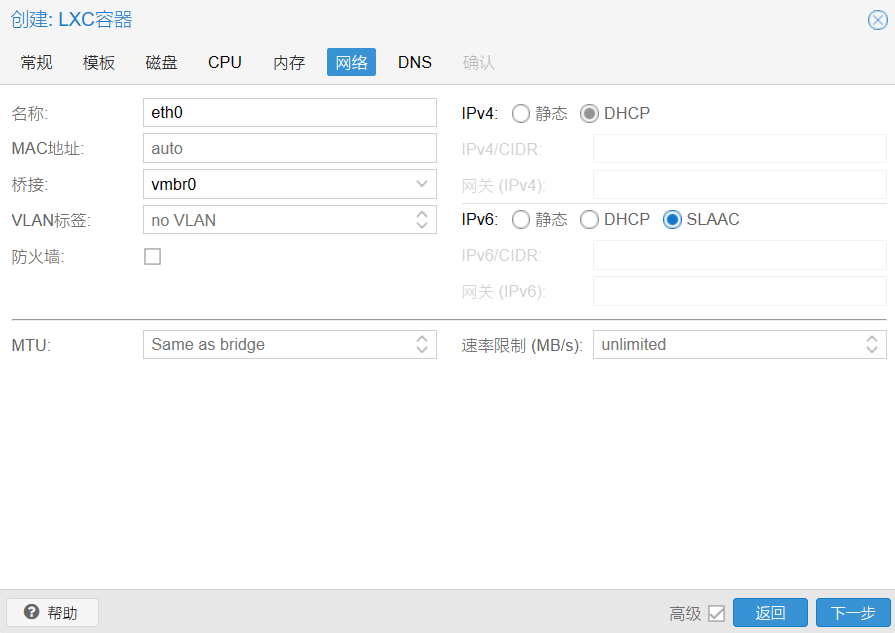 创建: LXC容器
常规 模板 磁盘 CPU 内存 网络 DNS 确认
名称: eth0
MAC地址: auto
桥接: vmbr0
VLAN标签: no VLAN
防火墙:
IPv4: 静态 DHCP
IPv4/CIDR:
网关 (IPv4):
IPv6: 静态 DHCP SLAAC
IPv6/CIDR:
网关 (IPv6):
MTU: Same as bridge
速率限制 (MB/s): unlimited
帮助 高级 返回 下一步